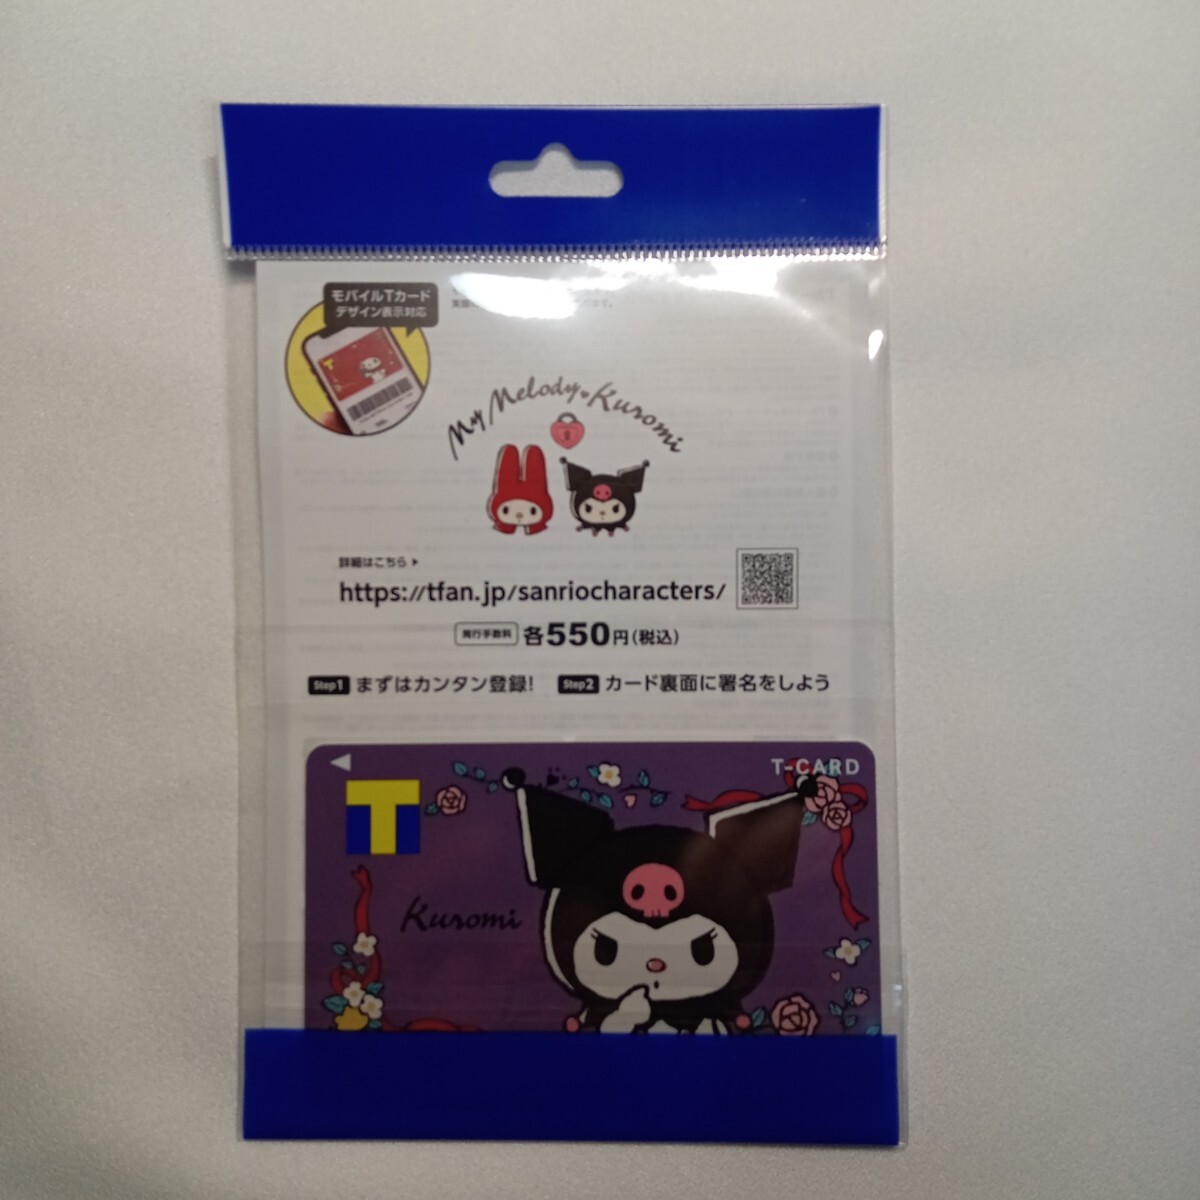 モバイルTカード
デザイン表示対応
My Melody♥Kuromi
詳細はこちら▶
https://tfan.jp/sanriocharacters/
発行手数料 各550円(税込)
Step1 まずはカンタン登録!
Step2 カード裏面に署名をしよう
T-CARD
T
Kuromi